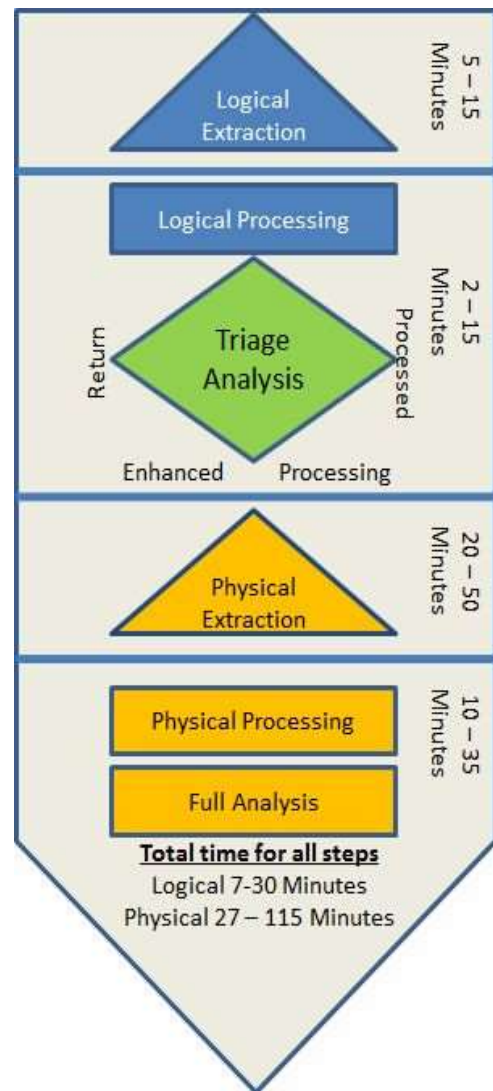 Logical
Extraction
5 – 15
Minutes
Logical Processing
Triage
Analysis
Return
Processed
Enhanced Processing
2 – 15
Minutes
Physical
Extraction
20 – 50
Minutes
Physical Processing
Full Analysis
10 – 35
Minutes
Total time for all steps
Logical 7-30 Minutes
Physical 27 – 115 Minutes